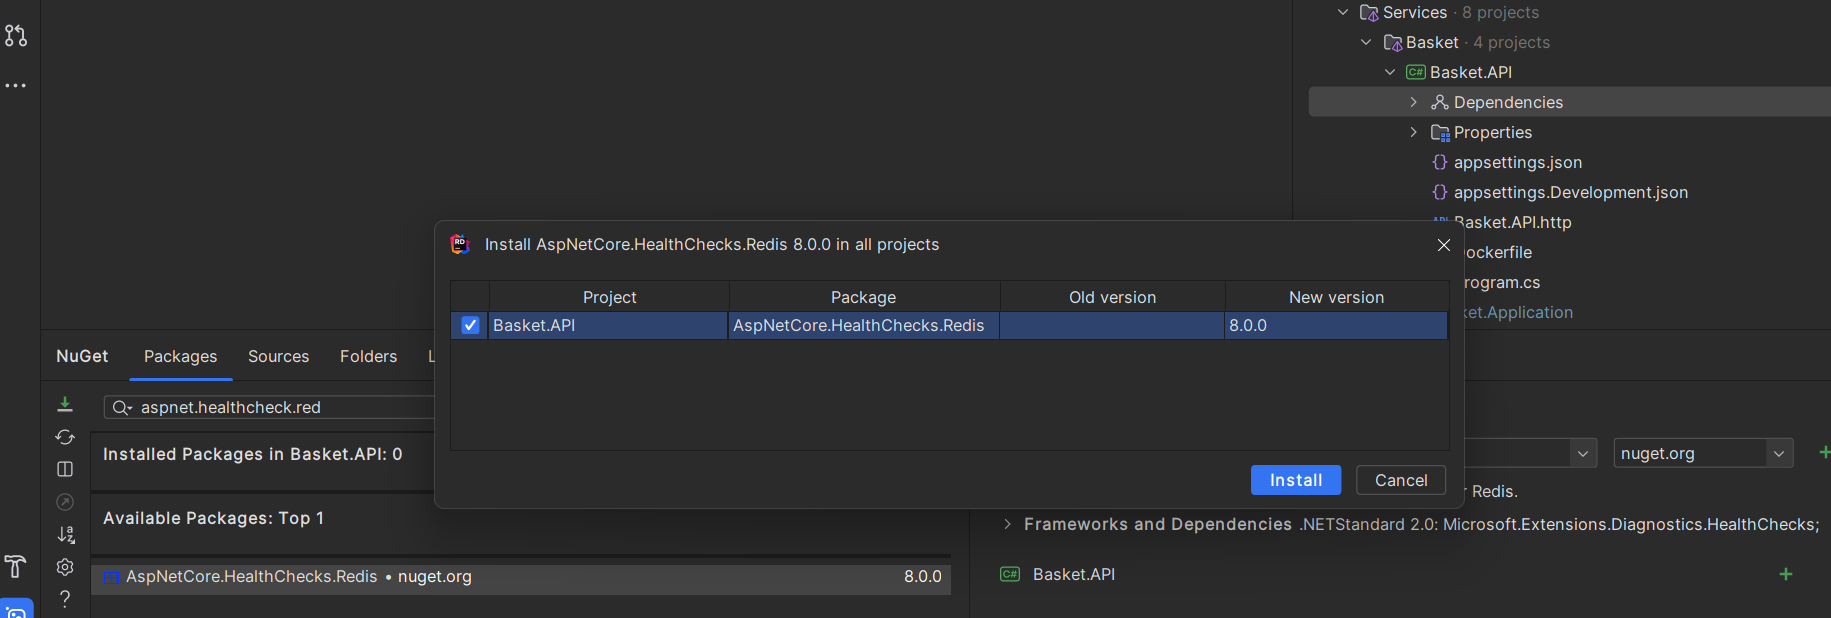 Services · 8 projects
Basket · 4 projects
C# Basket.API
Dependencies
Properties
{} appsettings.json
{} appsettings.Development.json
Basket.API.http
ockerfile
rogram.cs
ket.Application
RD Install AspNetCore.HealthChecks.Redis 8.0.0 in all projects
Project Package Old version New version
Basket.API AspNetCore.HealthChecks.Redis 8.0.0
Install Cancel
NuGet Packages Sources Folders L
aspnet.healthcheck.red
Installed Packages in Basket.API: 0
Available Packages: Top 1
AspNetCore.HealthChecks.Redis • nuget.org 8.0.0
nuget.org
r Redis.
Frameworks and Dependencies .NETStandard 2.0: Microsoft.Extensions.Diagnostics.HealthChecks;
C# Basket.API